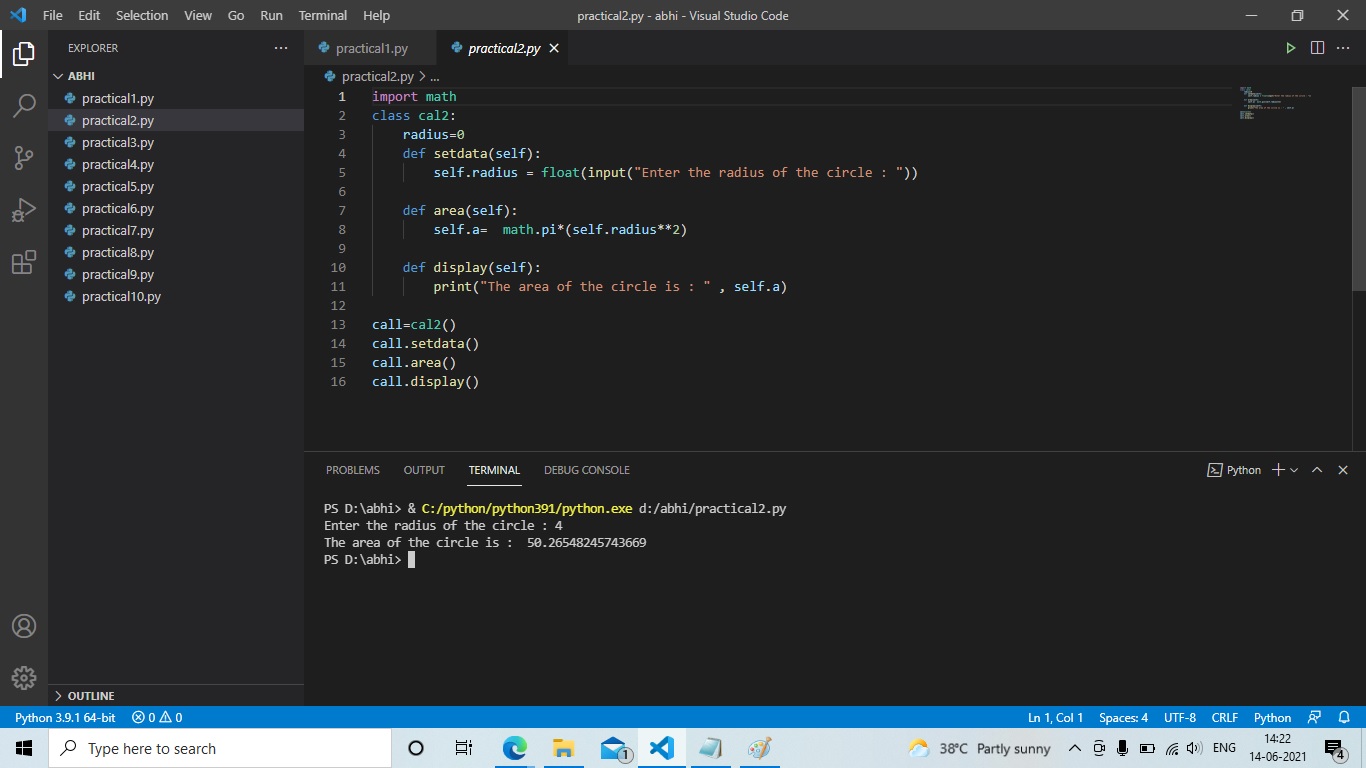 File Edit Selection View Go Run Terminal Help practical2.py - abhi - Visual Studio Code
EXPLORER
ABHI
practical1.py
practical2.py
practical3.py
practical4.py
practical5.py
practical6.py
practical7.py
practical8.py
practical9.py
practical10.py
OUTLINE
practical1.py practical2.py
practical2.py > ...
1 import math
2 class cal2:
3     radius=0
4     def setdata(self):
5         self.radius = float(input("Enter the radius of the circle : "))
6
7     def area(self):
8         self.a=  math.pi*(self.radius**2)
9
10     def display(self):
11         print("The area of the circle is : " , self.a)
12
13 call=cal2()
14 call.setdata()
15 call.area()
16 call.display()
PROBLEMS OUTPUT TERMINAL DEBUG CONSOLE Python
PS D:\abhi> & C:/python/python391/python.exe d:/abhi/practical2.py
Enter the radius of the circle : 4
The area of the circle is :  50.26548245743669
PS D:\abhi>
Python 3.9.1 64-bit 0 0 Ln 1, Col 1 Spaces: 4 UTF-8 CRLF Python
Type here to search 1 38°C Partly sunny ENG 14:22 4
14-06-2021